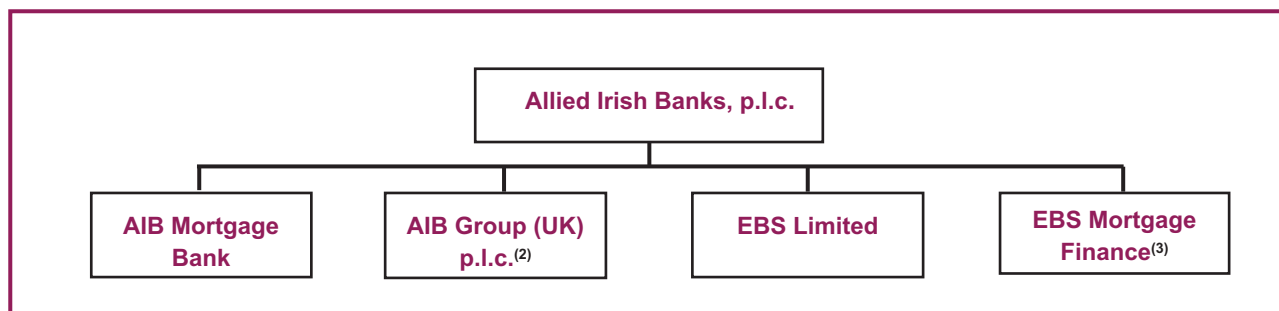 Allied Irish Banks, p.l.c.
AIB Mortgage
Bank
AIB Group (UK)
p.l.c.(2)
EBS Limited
EBS Mortgage
Finance(3)